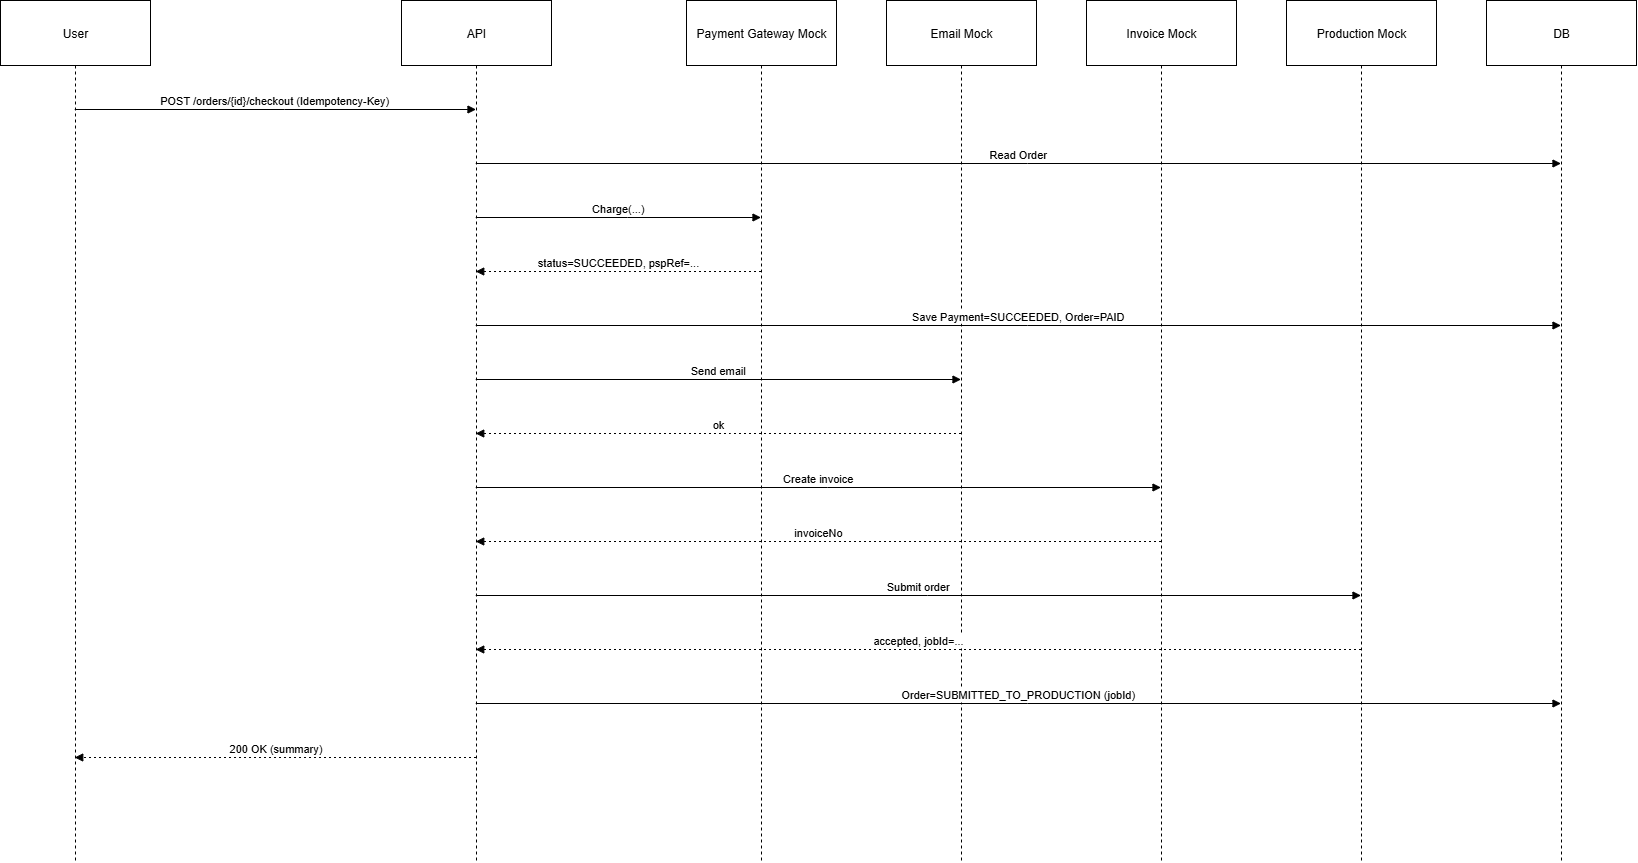 User
API
Payment Gateway Mock
Email Mock
Invoice Mock
Production Mock
DB
POST /orders/{id}/checkout (Idempotency-Key)
Read Order
Charge(...)
status=SUCCEEDED, pspRef=...
Save Payment=SUCCEEDED, Order=PAID
Send email
ok
Create invoice
invoiceNo
Submit order
accepted, jobId=...
Order=SUBMITTED_TO_PRODUCTION (jobId)
200 OK (summary)